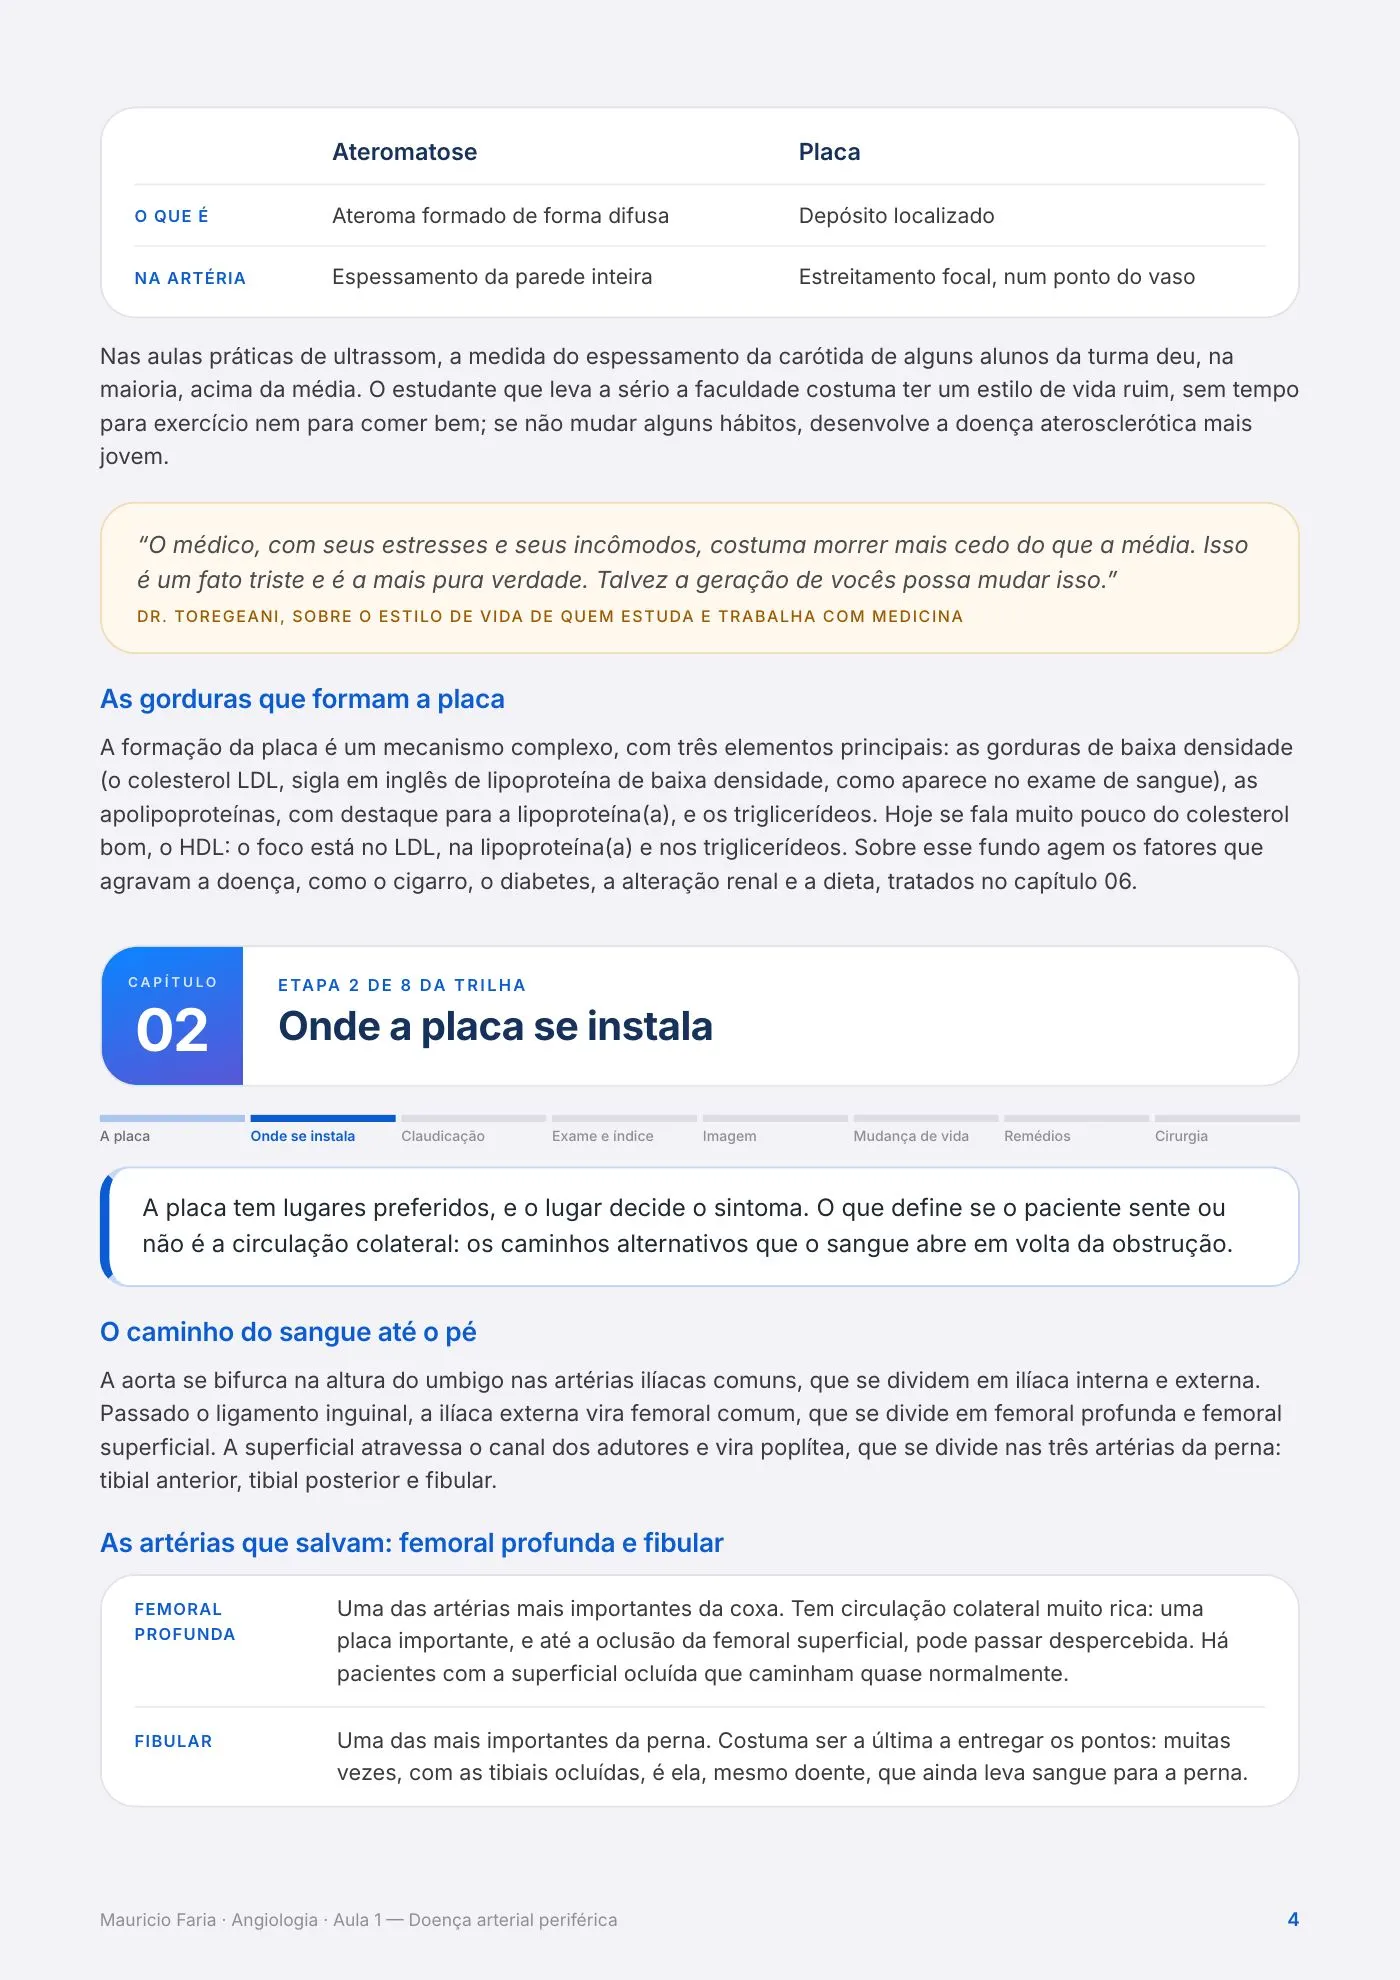 Ateromatose Placa
O QUE É Ateroma formado de forma difusa Depósito localizado
NA ARTÉRIA Espessamento da parede inteira Estreitamento focal, num ponto do vaso
Nas aulas práticas de ultrassom, a medida do espessamento da carótida de alguns alunos da turma deu, na
maioria, acima da média. O estudante que leva a sério a faculdade costuma ter um estilo de vida ruim, sem tempo
para exercício nem para comer bem; se não mudar alguns hábitos, desenvolve a doença aterosclerótica mais
jovem.
“O médico, com seus estresses e seus incômodos, costuma morrer mais cedo do que a média. Isso
é um fato triste e é a mais pura verdade. Talvez a geração de vocês possa mudar isso.”
DR. TOREGEANI, SOBRE O ESTILO DE VIDA DE QUEM ESTUDA E TRABALHA COM MEDICINA
As gorduras que formam a placa
A formação da placa é um mecanismo complexo, com três elementos principais: as gorduras de baixa densidade
(o colesterol LDL, sigla em inglês de lipoproteína de baixa densidade, como aparece no exame de sangue), as
apolipoproteínas, com destaque para a lipoproteína(a), e os triglicerídeos. Hoje se fala muito pouco do colesterol
bom, o HDL: o foco está no LDL, na lipoproteína(a) e nos triglicerídeos. Sobre esse fundo agem os fatores que
agravam a doença, como o cigarro, o diabetes, a alteração renal e a dieta, tratados no capítulo 06.
CAPÍTULO
02
ETAPA 2 DE 8 DA TRILHA
Onde a placa se instala
A placa Onde se instala Claudicação Exame e índice Imagem Mudança de vida Remédios Cirurgia
A placa tem lugares preferidos, e o lugar decide o sintoma. O que define se o paciente sente ou
não é a circulação colateral: os caminhos alternativos que o sangue abre em volta da obstrução.
O caminho do sangue até o pé
A aorta se bifurca na altura do umbigo nas artérias ilíacas comuns, que se dividem em ilíaca interna e externa.
Passado o ligamento inguinal, a ilíaca externa vira femoral comum, que se divide em femoral profunda e femoral
superficial. A superficial atravessa o canal dos adutores e vira poplítea, que se divide nas três artérias da perna:
tibial anterior, tibial posterior e fibular.
As artérias que salvam: femoral profunda e fibular
FEMORAL
PROFUNDA
Uma das artérias mais importantes da coxa. Tem circulação colateral muito rica: uma
placa importante, e até a oclusão da femoral superficial, pode passar despercebida. Há
pacientes com a superficial ocluída que caminham quase normalmente.
FIBULAR
Uma das mais importantes da perna. Costuma ser a última a entregar os pontos: muitas
vezes, com as tibiais ocluídas, é ela, mesmo doente, que ainda leva sangue para a perna.
Mauricio Faria · Angiologia · Aula 1 — Doença arterial periférica 4